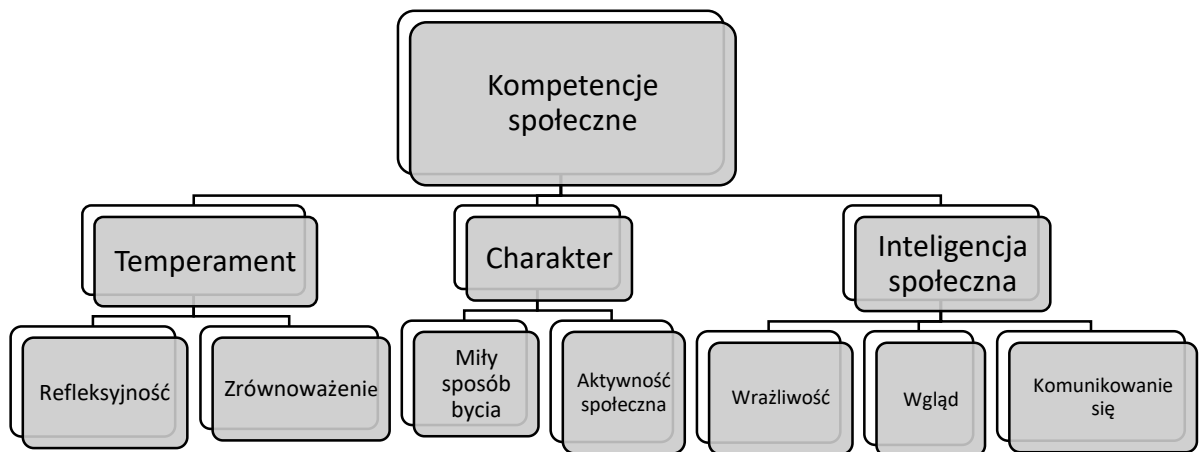 Kompetencje
społeczne
Temperament
Charakter
Inteligencja
społeczna
Refleksyjność
Zrównoważenie
Miły
sposób
bycia
Aktywność
społeczna
Wrażliwość
Wgląd
Komunikowanie
się